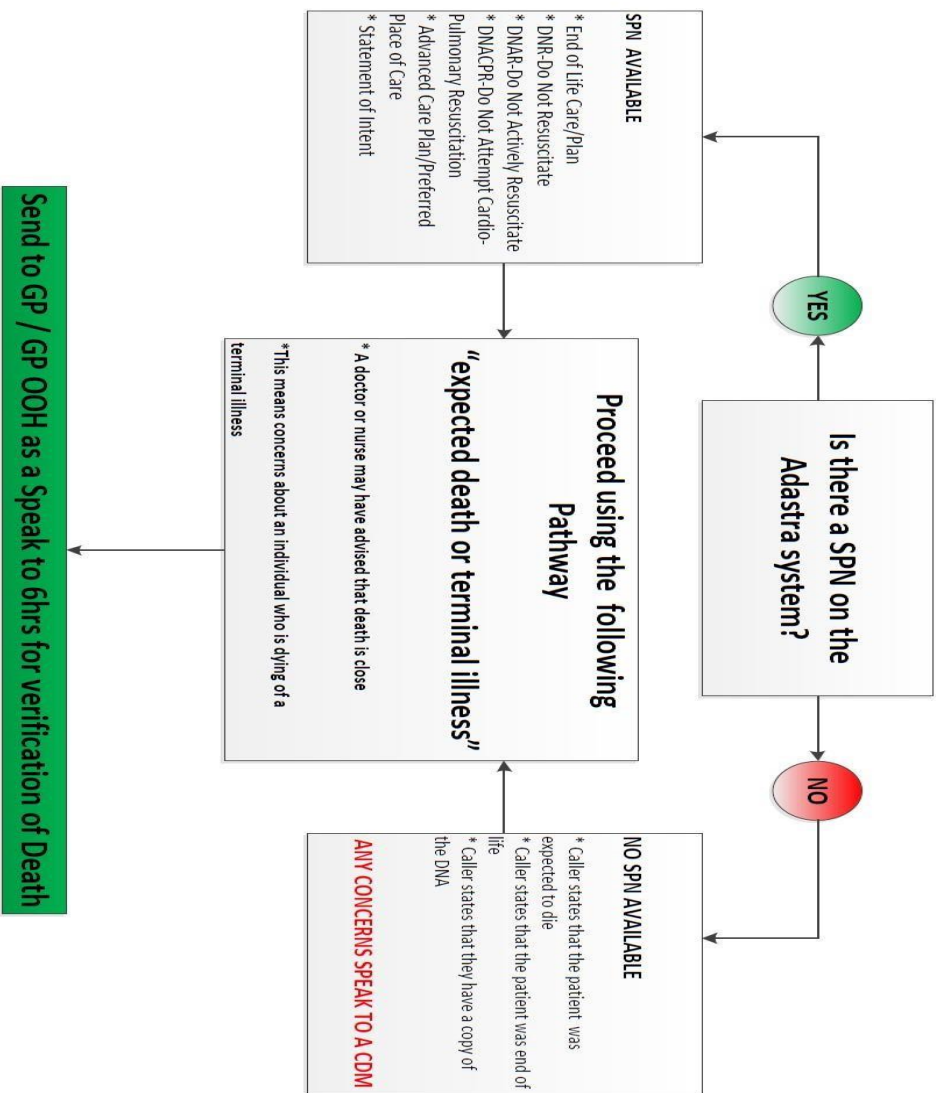 Is there a SPN on the
Adastra system?
YES
NO
SPN AVAILABLE
* End of Life Care/Plan
* DNR-Do Not Resuscitate
* DNAR-Do Not Actively Resuscitate
* DNACPR-Do Not Attempt Cardio-
Pulmonary Resuscitation
* Advanced Care Plan/Preferred
Place of Care
* Statement of Intent
NO SPN AVAILABLE
* Caller states that the patient was
expected to die
* Caller states that the patient was end of
life
* Caller states that they have a copy of
the DNA
ANY CONCERNS SPEAK TO A CDM
Proceed using the following
Pathway
“expected death or terminal illness”
* A doctor or nurse may have advised that death is close
*This means concerns about an individual who is dying of a
terminal illness
Send to GP / GP OOH as a Speak to 6hrs for verification of Death